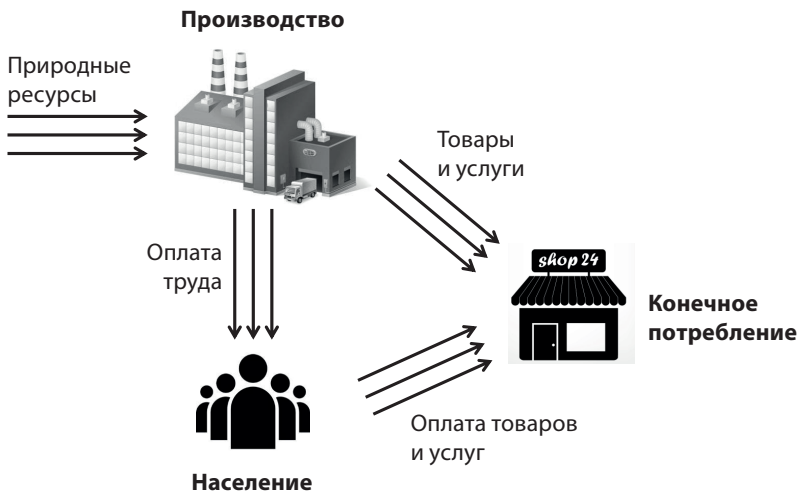 Производство
Природные
ресурсы
Товары
и услуги
Оплата
труда
shop 24
Конечное
потребление
Оплата товаров
и услуг
Население